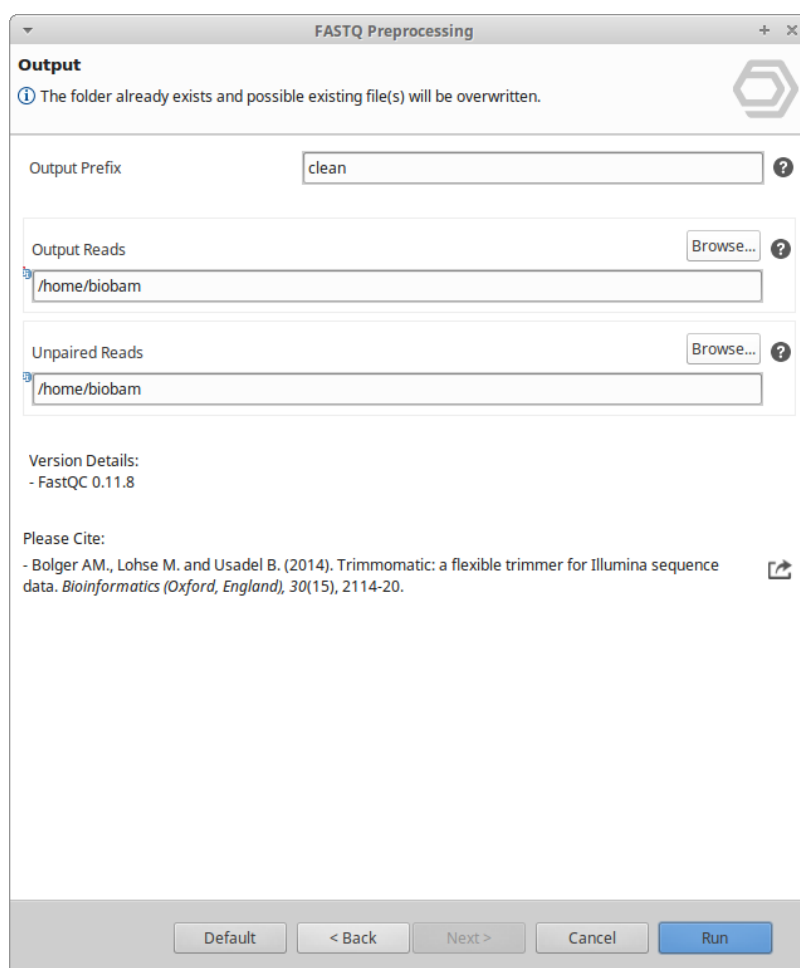 FASTQ Preprocessing
Output
The folder already exists and possible existing file(s) will be overwritten.
Output Prefix
clean
Output Reads
Browse...
/home/biobam
Unpaired Reads
Browse...
/home/biobam
Version Details:
- FastQC 0.11.8
Please Cite:
- Bolger AM., Lohse M. and Usadel B. (2014). Trimmomatic: a flexible trimmer for Illumina sequence
data. Bioinformatics (Oxford, England), 30(15), 2114-20.
Default
< Back
Next >
Cancel
Run